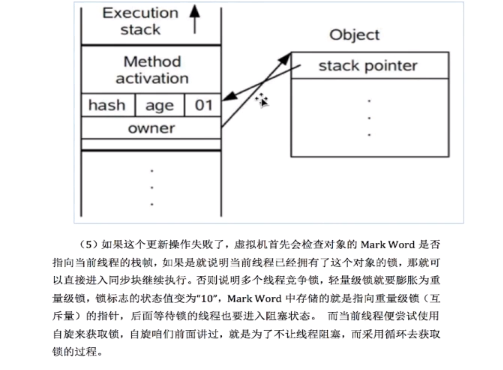 Execution
stack
Object
Method
activation
stack pointer
hash age 01
owner
（5）如果这个更新操作失败了，虚拟机首先会检查对象的 Mark Word 是否
指向当前线程的栈帧，如果是就说明当前线程已经拥有了这个对象的锁，那就可
以直接进入同步块继续执行。否则说明多个线程竞争锁，轻量级锁就要膨胀为重
量级锁，锁标志的状态值变为“10”，Mark Word 中存储的就是指向重量级锁（互
斥量）的指针，后面等待锁的线程也要进入阻塞状态。 而当前线程便尝试使用
自旋来获取锁，自旋咱们前面讲过，就是为了不让线程阻塞，而采用循环去获取
锁的过程。